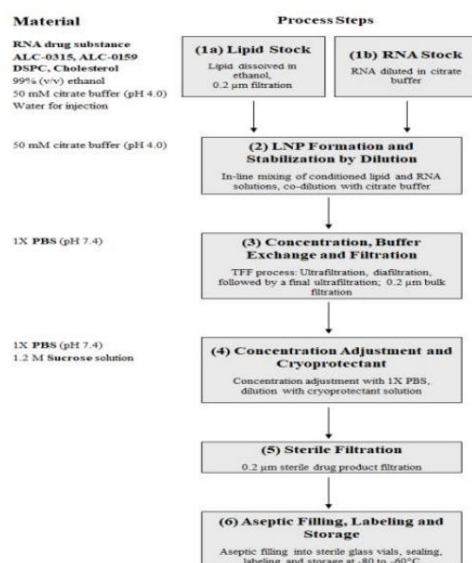 Material
Process Steps
RNA drug substance
ALC-0315, ALC-0159
DSPC, Cholesterol
99% (v/v) ethanol
50 mM citrate buffer (pH 4.0)
Water for injection
(1a) Lipid Stock
Lipid dissolved in
ethanol,
0.2 µm filtration
(1b) RNA Stock
RNA diluted in citrate
buffer
50 mM citrate buffer (pH 4.0)
(2) LNP Formation and
Stabilization by Dilution
In-line mixing of conditioned lipid and RNA
solutions, co-dilution with citrate buffer
1X PBS (pH 7.4)
(3) Concentration, Buffer
Exchange and Filtration
TFF process: Ultrafiltration, diafiltration,
followed by a final ultrafiltration; 0.2 µm bulk
filtration
1X PBS (pH 7.4)
1.2 M Sucrose solution
(4) Concentration Adjustment and
Cryoprotectant
Concentration adjustment with 1X PBS,
dilution with cryoprotectant solution
(5) Sterile Filtration
0.2 µm sterile drug product filtration
(6) Aseptic Filling, Labeling and
Storage
Aseptic filling into sterile glass vials, sealing,
labeling, and storage at -80 to -60°C